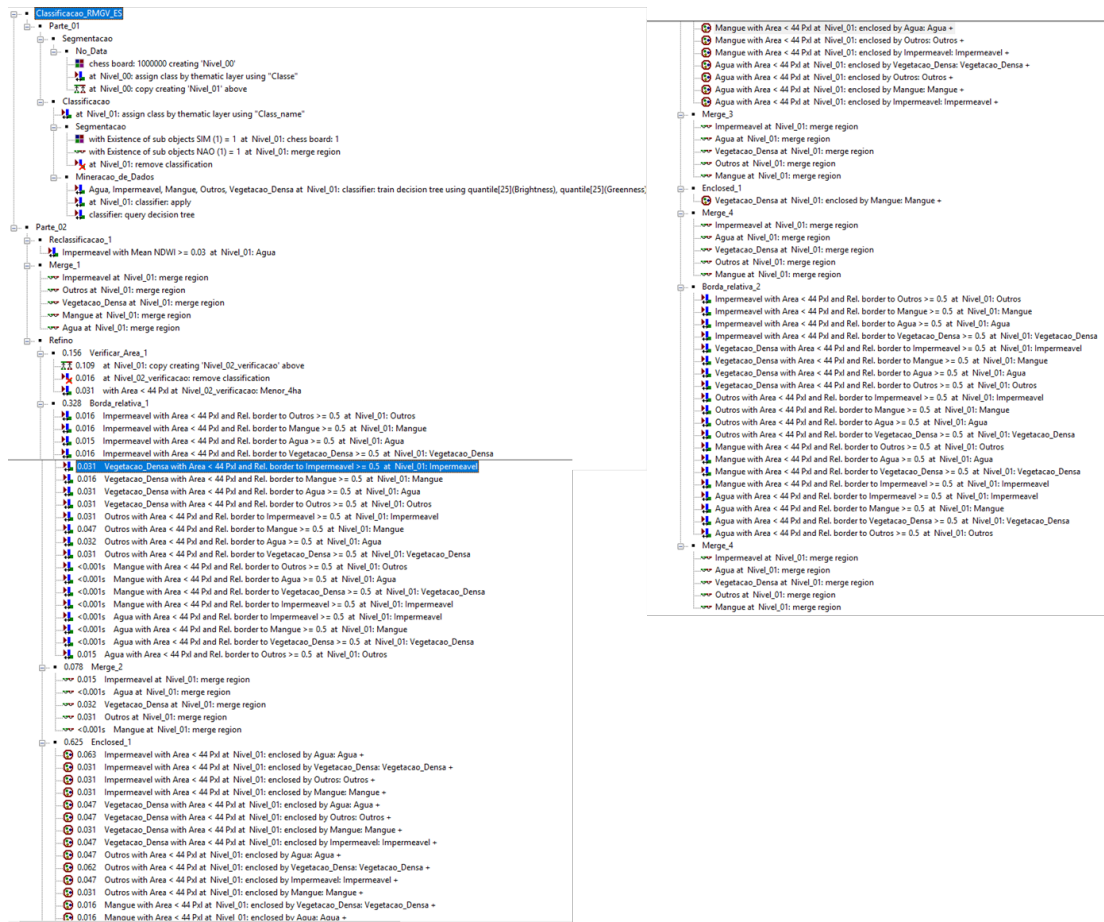 Classificacao_RMGV_ES
Parte_01
Segmentacao
No_Data
chess board: 1000000 creating 'Nivel_00'
at Nivel_00: assign class by thematic layer using "Classe"
at Nivel_00: copy creating 'Nivel_01' above
Classificacao
at Nivel_01: assign class by thematic layer using "Class_name"
Segmentacao
with Existence of sub objects SIM (1) = 1 at Nivel_01: chess board: 1
with Existence of sub objects NAO (1) = 1 at Nivel_01: merge region
at Nivel_01: remove classification
Mineracao_de_Dados
Agua, Impermeavel, Mangue, Outros, Vegetacao_Densa at Nivel_01: classifier: train decision tree using quantile[25](Brightness), quantile[25](Greenness)
at Nivel_01: classifier: apply
classifier: query decision tree
Parte_02
Reclassificacao_1
Impermeavel with Mean NDWI >= 0.03 at Nivel_01: Agua
Merge_1
Impermeavel at Nivel_01: merge region
Outros at Nivel_01: merge region
Vegetacao_Densa at Nivel_01: merge region
Mangue at Nivel_01: merge region
Agua at Nivel_01: merge region
Refino
0.156 Verificar_Area_1
0.109 at Nivel_01: copy creating 'Nivel_02_verificacao' above
0.016 at Nivel_02_verificacao: remove classification
0.031 with Area < 44 Pxl at Nivel_02_verificacao: Menor_4ha
0.328 Borda_relativa_1
0.016 Impermeavel with Area < 44 Pxl and Rel. border to Outros >= 0.5 at Nivel_01: Outros
0.016 Impermeavel with Area < 44 Pxl and Rel. border to Mangue >= 0.5 at Nivel_01: Mangue
0.015 Impermeavel with Area < 44 Pxl and Rel. border to Agua >= 0.5 at Nivel_01: Agua
0.016 Impermeavel with Area < 44 Pxl and Rel. border to Vegetacao_Densa >= 0.5 at Nivel_01: Vegetacao_Densa
0.031 Vegetacao_Densa with Area < 44 Pxl and Rel. border to Impermeavel >= 0.5 at Nivel_01: Impermeavel
0.016 Vegetacao_Densa with Area < 44 Pxl and Rel. border to Mangue >= 0.5 at Nivel_01: Mangue
0.031 Vegetacao_Densa with Area < 44 Pxl and Rel. border to Agua >= 0.5 at Nivel_01: Agua
0.031 Vegetacao_Densa with Area < 44 Pxl and Rel. border to Outros >= 0.5 at Nivel_01: Outros
0.031 Outros with Area < 44 Pxl and Rel. border to Impermeavel >= 0.5 at Nivel_01: Impermeavel
0.047 Outros with Area < 44 Pxl and Rel. border to Mangue >= 0.5 at Nivel_01: Mangue
0.032 Outros with Area < 44 Pxl and Rel. border to Agua >= 0.5 at Nivel_01: Agua
0.031 Outros with Area < 44 Pxl and Rel. border to Vegetacao_Densa >= 0.5 at Nivel_01: Vegetacao_Densa
<0.001s Mangue with Area < 44 Pxl and Rel. border to Outros >= 0.5 at Nivel_01: Outros
<0.001s Mangue with Area < 44 Pxl and Rel. border to Agua >= 0.5 at Nivel_01: Agua
<0.001s Mangue with Area < 44 Pxl and Rel. border to Vegetacao_Densa >= 0.5 at Nivel_01: Vegetacao_Densa
<0.001s Mangue with Area < 44 Pxl and Rel. border to Impermeavel >= 0.5 at Nivel_01: Impermeavel
<0.001s Agua with Area < 44 Pxl and Rel. border to Impermeavel >= 0.5 at Nivel_01: Impermeavel
<0.001s Agua with Area < 44 Pxl and Rel. border to Mangue >= 0.5 at Nivel_01: Mangue
<0.001s Agua with Area < 44 Pxl and Rel. border to Vegetacao_Densa >= 0.5 at Nivel_01: Vegetacao_Densa
0.015 Agua with Area < 44 Pxl and Rel. border to Outros >= 0.5 at Nivel_01: Outros
0.078 Merge_2
0.015 Impermeavel at Nivel_01: merge region
<0.001s Agua at Nivel_01: merge region
0.032 Vegetacao_Densa at Nivel_01: merge region
0.031 Outros at Nivel_01: merge region
<0.001s Mangue at Nivel_01: merge region
0.625 Enclosed_1
0.063 Impermeavel with Area < 44 Pxl at Nivel_01: enclosed by Agua: Agua +
0.031 Impermeavel with Area < 44 Pxl at Nivel_01: enclosed by Vegetacao_Densa: Vegetacao_Densa +
0.031 Impermeavel with Area < 44 Pxl at Nivel_01: enclosed by Outros: Outros +
0.031 Impermeavel with Area < 44 Pxl at Nivel_01: enclosed by Mangue: Mangue +
0.047 Vegetacao_Densa with Area < 44 Pxl at Nivel_01: enclosed by Agua: Agua +
0.047 Vegetacao_Densa with Area < 44 Pxl at Nivel_01: enclosed by Outros: Outros +
0.031 Vegetacao_Densa with Area < 44 Pxl at Nivel_01: enclosed by Mangue: Mangue +
0.047 Vegetacao_Densa with Area < 44 Pxl at Nivel_01: enclosed by Impermeavel: Impermeavel +
0.047 Outros with Area < 44 Pxl at Nivel_01: enclosed by Agua: Agua +
0.062 Outros with Area < 44 Pxl at Nivel_01: enclosed by Vegetacao_Densa: Vegetacao_Densa +
0.047 Outros with Area < 44 Pxl at Nivel_01: enclosed by Impermeavel: Impermeavel +
0.031 Outros with Area < 44 Pxl at Nivel_01: enclosed by Mangue: Mangue +
0.016 Mangue with Area < 44 Pxl at Nivel_01: enclosed by Vegetacao_Densa: Vegetacao_Densa +
0.016 Mangue with Area < 44 Pxl at Nivel_01: enclosed by Agua: Agua +
Mangue with Area < 44 Pxl at Nivel_01: enclosed by Agua: Agua +
Mangue with Area < 44 Pxl at Nivel_01: enclosed by Outros: Outros +
Mangue with Area < 44 Pxl at Nivel_01: enclosed by Impermeavel: Impermeavel +
Agua with Area < 44 Pxl at Nivel_01: enclosed by Vegetacao_Densa: Vegetacao_Densa +
Agua with Area < 44 Pxl at Nivel_01: enclosed by Outros: Outros +
Agua with Area < 44 Pxl at Nivel_01: enclosed by Mangue: Mangue +
Agua with Area < 44 Pxl at Nivel_01: enclosed by Impermeavel: Impermeavel +
Merge_3
Impermeavel at Nivel_01: merge region
Agua at Nivel_01: merge region
Vegetacao_Densa at Nivel_01: merge region
Outros at Nivel_01: merge region
Mangue at Nivel_01: merge region
Enclosed_1
Vegetacao_Densa at Nivel_01: enclosed by Mangue: Mangue +
Merge_4
Impermeavel at Nivel_01: merge region
Agua at Nivel_01: merge region
Vegetacao_Densa at Nivel_01: merge region
Outros at Nivel_01: merge region
Mangue at Nivel_01: merge region
Borda_relativa_2
Impermeavel with Area < 44 Pxl and Rel. border to Outros >= 0.5 at Nivel_01: Outros
Impermeavel with Area < 44 Pxl and Rel. border to Mangue >= 0.5 at Nivel_01: Mangue
Impermeavel with Area < 44 Pxl and Rel. border to Agua >= 0.5 at Nivel_01: Agua
Impermeavel with Area < 44 Pxl and Rel. border to Vegetacao_Densa >= 0.5 at Nivel_01: Vegetacao_Densa
Vegetacao_Densa with Area < 44 Pxl and Rel. border to Impermeavel >= 0.5 at Nivel_01: Impermeavel
Vegetacao_Densa with Area < 44 Pxl and Rel. border to Mangue >= 0.5 at Nivel_01: Mangue
Vegetacao_Densa with Area < 44 Pxl and Rel. border to Agua >= 0.5 at Nivel_01: Agua
Vegetacao_Densa with Area < 44 Pxl and Rel. border to Outros >= 0.5 at Nivel_01: Outros
Outros with Area < 44 Pxl and Rel. border to Impermeavel >= 0.5 at Nivel_01: Impermeavel
Outros with Area < 44 Pxl and Rel. border to Mangue >= 0.5 at Nivel_01: Mangue
Outros with Area < 44 Pxl and Rel. border to Agua >= 0.5 at Nivel_01: Agua
Outros with Area < 44 Pxl and Rel. border to Vegetacao_Densa >= 0.5 at Nivel_01: Vegetacao_Densa
Mangue with Area < 44 Pxl and Rel. border to Outros >= 0.5 at Nivel_01: Outros
Mangue with Area < 44 Pxl and Rel. border to Agua >= 0.5 at Nivel_01: Agua
Mangue with Area < 44 Pxl and Rel. border to Vegetacao_Densa >= 0.5 at Nivel_01: Vegetacao_Densa
Mangue with Area < 44 Pxl and Rel. border to Impermeavel >= 0.5 at Nivel_01: Impermeavel
Agua with Area < 44 Pxl and Rel. border to Impermeavel >= 0.5 at Nivel_01: Impermeavel
Agua with Area < 44 Pxl and Rel. border to Mangue >= 0.5 at Nivel_01: Mangue
Agua with Area < 44 Pxl and Rel. border to Vegetacao_Densa >= 0.5 at Nivel_01: Vegetacao_Densa
Agua with Area < 44 Pxl and Rel. border to Outros >= 0.5 at Nivel_01: Outros
Merge_4
Impermeavel at Nivel_01: merge region
Agua at Nivel_01: merge region
Vegetacao_Densa at Nivel_01: merge region
Outros at Nivel_01: merge region
Mangue at Nivel_01: merge region